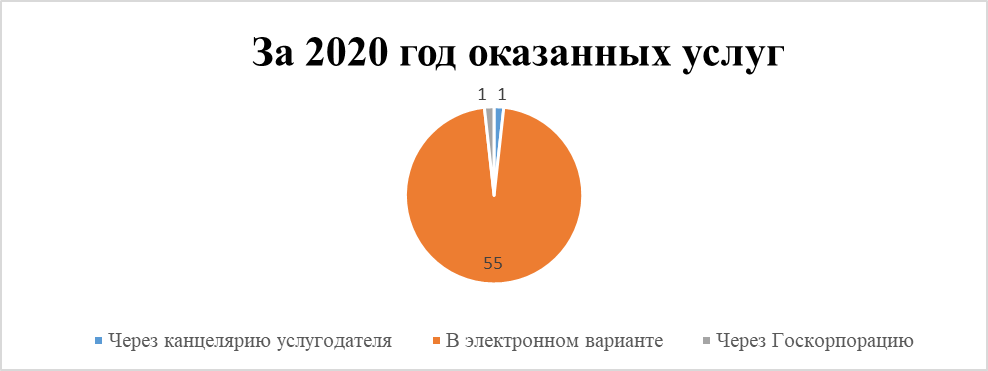 За 2020 год оказанных услуг
1 1
55
Через канцелярию услугодателя В электронном варианте Через Госкорпорацию